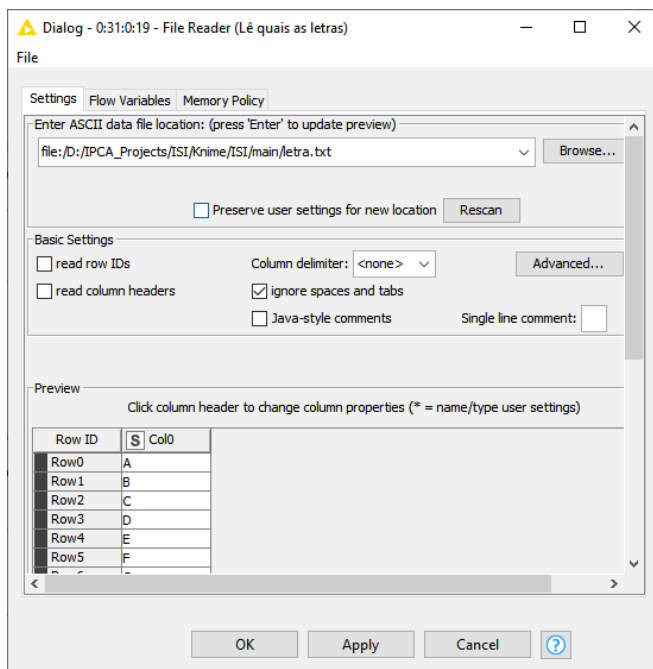 Dialog - 0:31:0:19 - File Reader (Lê quais as letras)
File
Settings Flow Variables Memory Policy
Enter ASCII data file location: (press 'Enter' to update preview)
file:/D:/IPCA_Projects/ISI/Knime/ISI/main/letra.txt Browse...
Preserve user settings for new location Rescan
Basic Settings
read row IDs Column delimiter: <none> Advanced...
read column headers ignore spaces and tabs
Java-style comments Single line comment:
Preview
Click column header to change column properties (* = name/type user settings)
Row ID S Col0
Row0 A
Row1 B
Row2 C
Row3 D
Row4 E
Row5 F
OK Apply Cancel ?